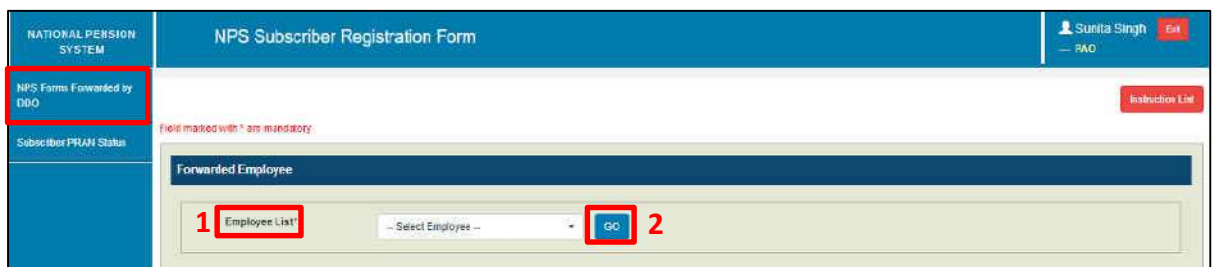 NATIONAL PENSION
SYSTEM
NPS Subscriber Registration Form
Sunita Singh
Exit
— PAO
NPS Forms Forwarded by
DDO
Instruction List
Field marked with * are mandatory
Subscriber PRAN Status
Forwarded Employee
1 Employee List* -- Select Employee -- GO 2